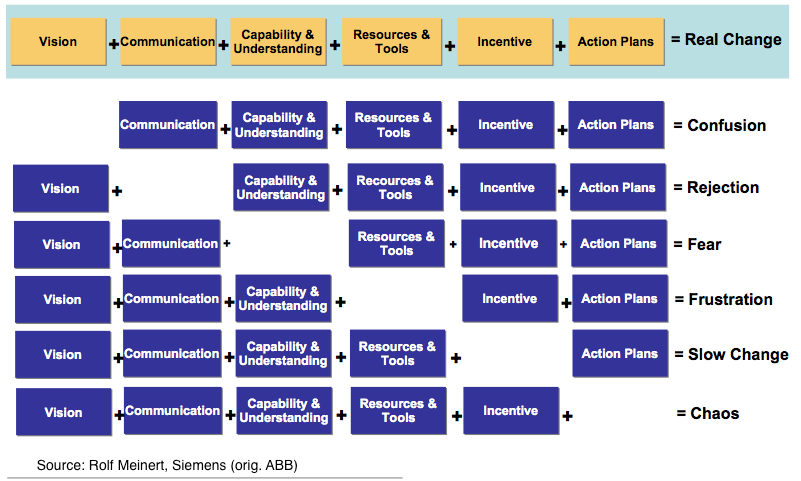 Vision + Communication + Capability & Understanding + Resources & Tools + Incentive + Action Plans = Real Change
Communication + Capability & Understanding + Resources & Tools + Incentive + Action Plans = Confusion
Vision + Capability & Understanding + Recources & Tools + Incentive + Action Plans = Rejection
Vision + Communication + Resources & Tools + Incentive + Action Plans = Fear
Vision + Communication + Capability & Understanding + Incentive + Action Plans = Frustration
Vision + Communication + Capability & Understanding + Resources & Tools + Action Plans = Slow Change
Vision + Communication + Capability & Understanding + Resources & Tools + Incentive + = Chaos
Source: Rolf Meinert, Siemens (orig. ABB)